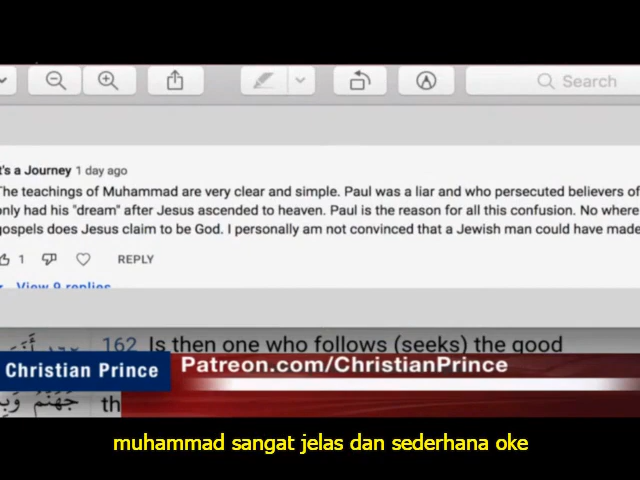 Search
t's a Journey 1 day ago
The teachings of Muhammad are very clear and simple. Paul was a liar and who persecuted believers of
only had his "dream" after Jesus ascended to heaven. Paul is the reason for all this confusion. No where
gospels does Jesus claim to be God. I personally am not convinced that a Jewish man could have made
1 REPLY
View 9 replies
162 Is then one who follows (seeks) the good
Christian Prince Patreon.com/ChristianPrince
th
muhammad sangat jelas dan sederhana oke